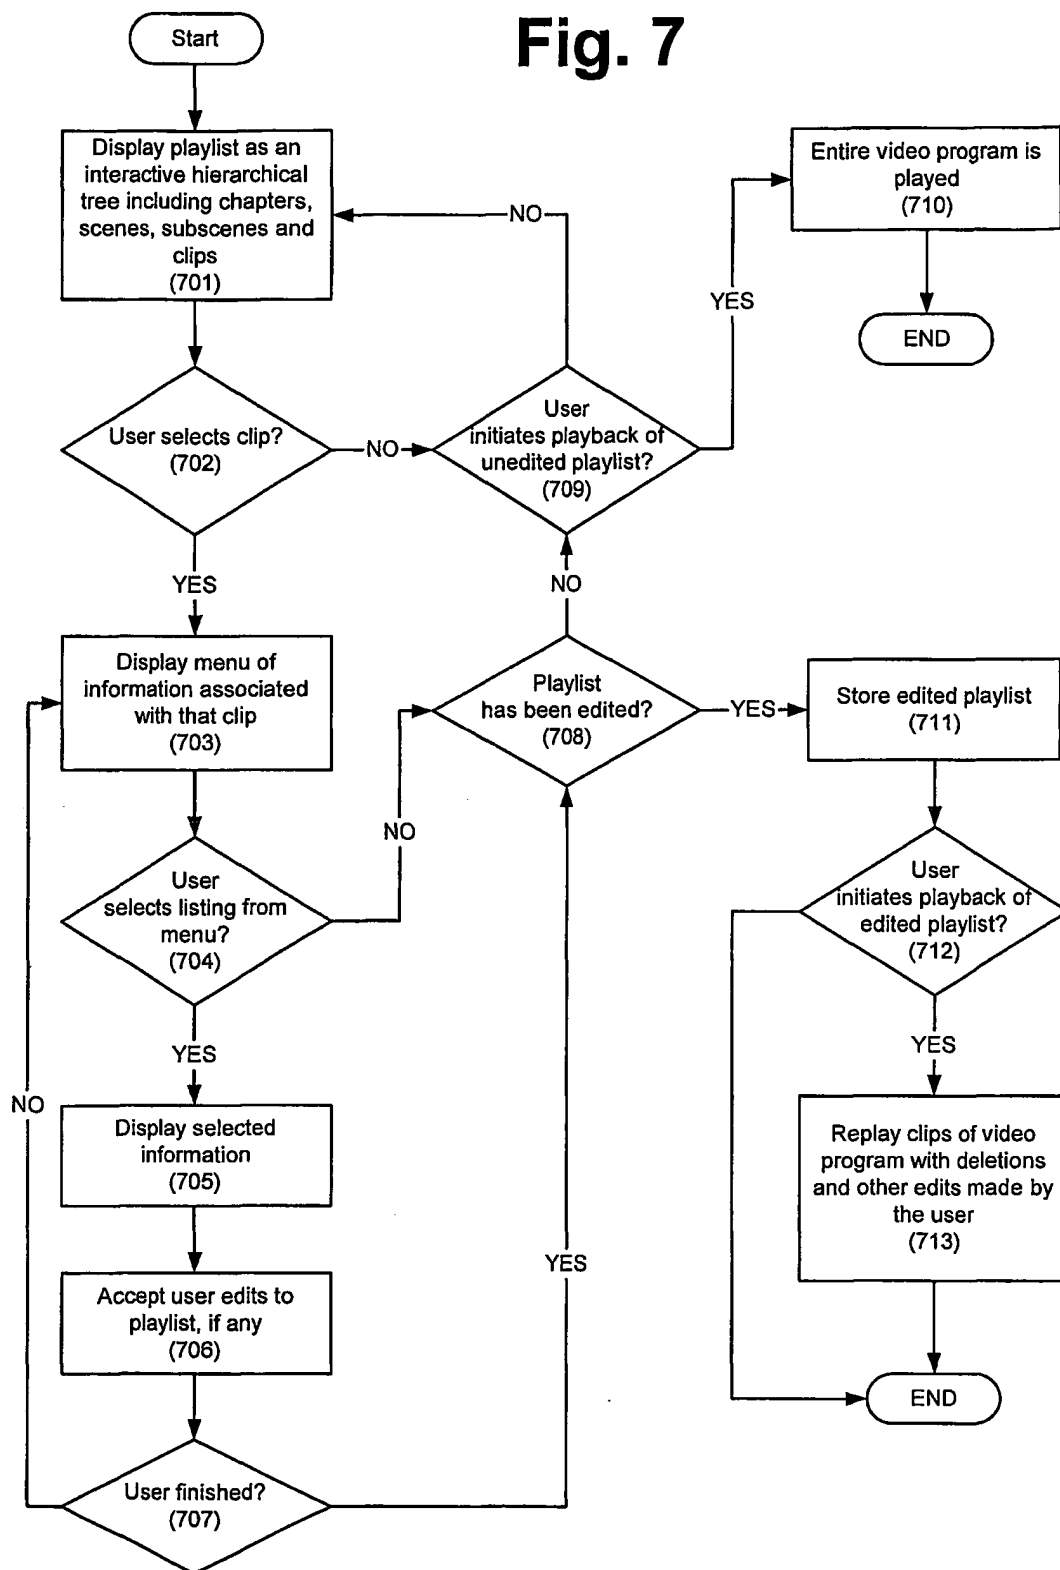 Fig. 7
Start
Display playlist as an
interactive hierarchical
tree including chapters,
scenes, subscenes and
clips
(701)
NO
Entire video program is
played
(710)
YES
END
User selects clip?
(702)
NO
User
initiates playback of
unedited playlist?
(709)
YES
NO
Display menu of
information associated
with that clip
(703)
Playlist
has been edited?
(708)
YES
Store edited playlist
(711)
NO
User
selects listing from
menu?
(704)
User
initiates playback of
edited playlist?
(712)
YES
YES
NO
Display selected
information
(705)
Replay clips of video
program with deletions
and other edits made by
the user
(713)
YES
Accept user edits to
playlist, if any
(706)
END
User finished?
(707)